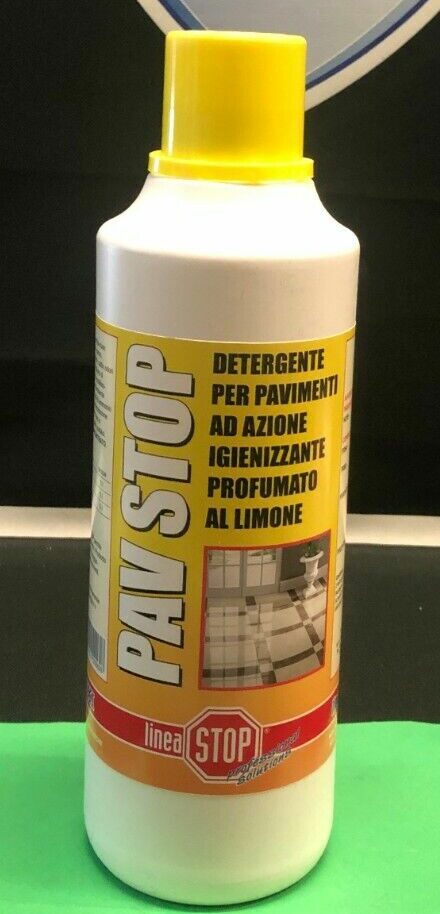 PAV STOP
DETERGENTE
PER PAVIMENTI
AD AZIONE
IGIENIZZANTE
PROFUMATO
AL LIMONE
linea STOP
professional
solutions